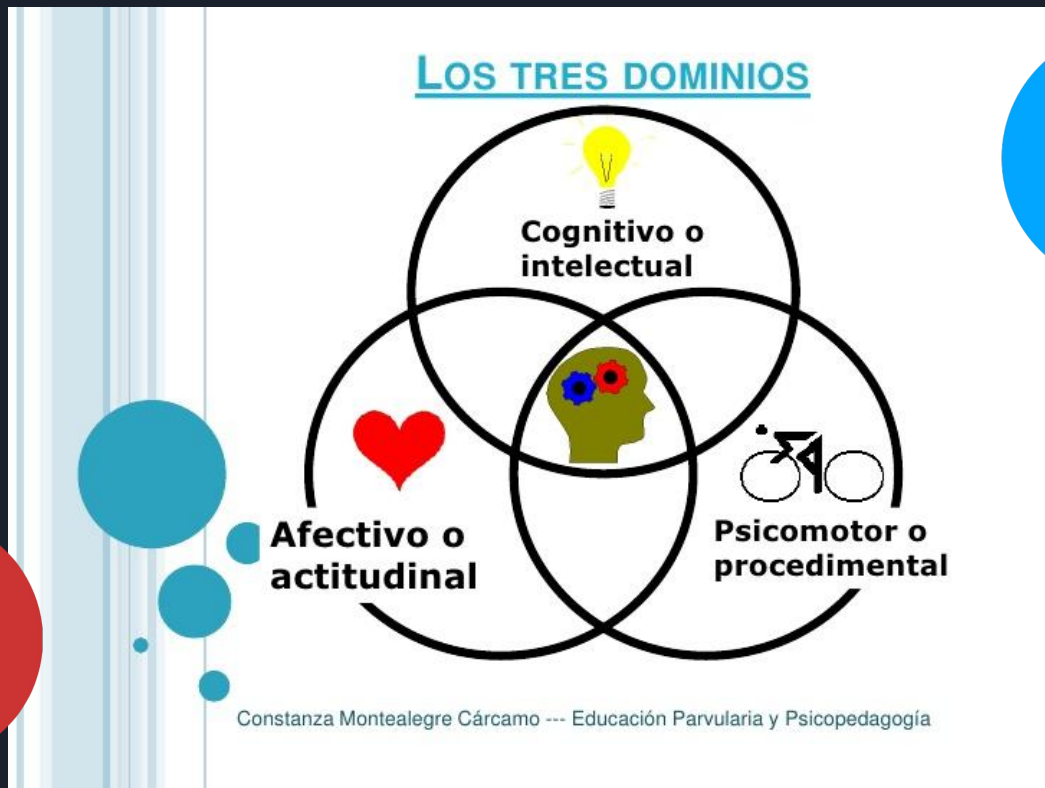 LOS TRES DOMINIOS
Cognitivo o
intelectual
Afectivo o
actitudinal
Psicomotor o
procedimental
Constanza Montealegre Cárcamo --- Educación Parvularia y Psicopedagogía